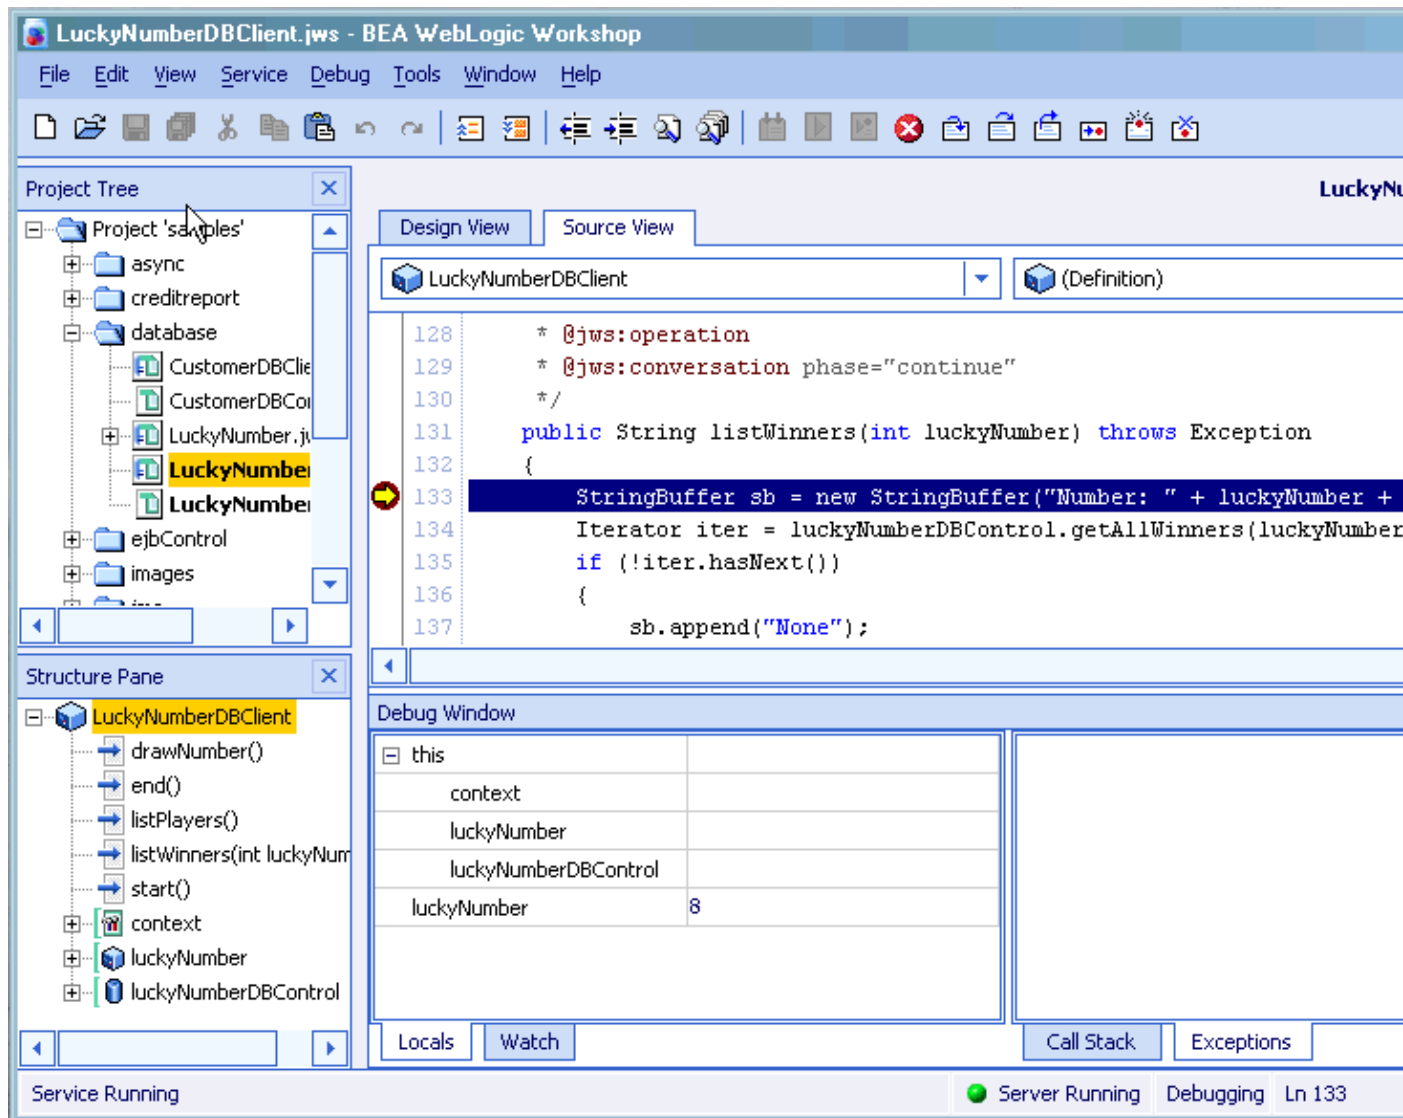 LuckyNumberDBClient.jws - BEA WebLogic Workshop
File Edit View Service Debug Tools Window Help
Project Tree
Project 'samples'
async
creditreport
database
CustomerDBClie
CustomerDBCo
LuckyNumber.j
LuckyNumbe
LuckyNumbe
ejbControl
images
Structure Pane
LuckyNumberDBClient
drawNumber()
end()
listPlayers()
listWinners(int luckyNum
start()
context
luckyNumber
luckyNumberDBControl
LuckyNu
Design View Source View
LuckyNumberDBClient (Definition)
128 * @jws:operation
129 * @jws:conversation phase="continue"
130 */
131 public String listWinners(int luckyNumber) throws Exception
132 {
133 StringBuffer sb = new StringBuffer("Number: " + luckyNumber +
134 Iterator iter = luckyNumberDBControl.getAllWinners(luckyNumber
135 if (!iter.hasNext())
136 {
137 sb.append("None");
Debug Window
this
context
luckyNumber
luckyNumberDBControl
luckyNumber 8
Locals Watch
Call Stack Exceptions
Service Running
Server Running Debugging Ln 133